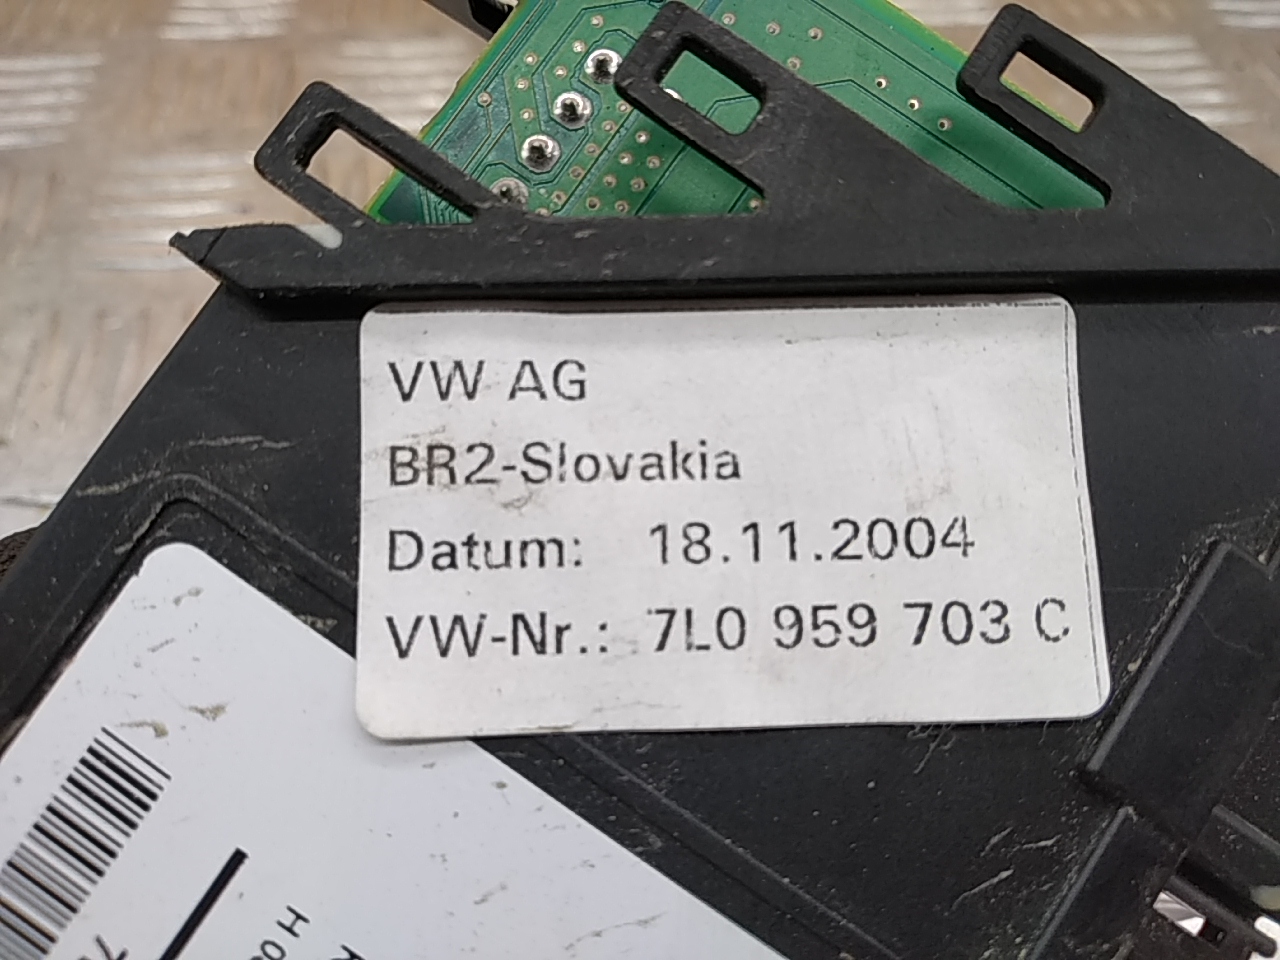 VW AG
BR2-Slovakia
Datum: 18.11.2004
VW-Nr.: 7L0 959 703 C
H